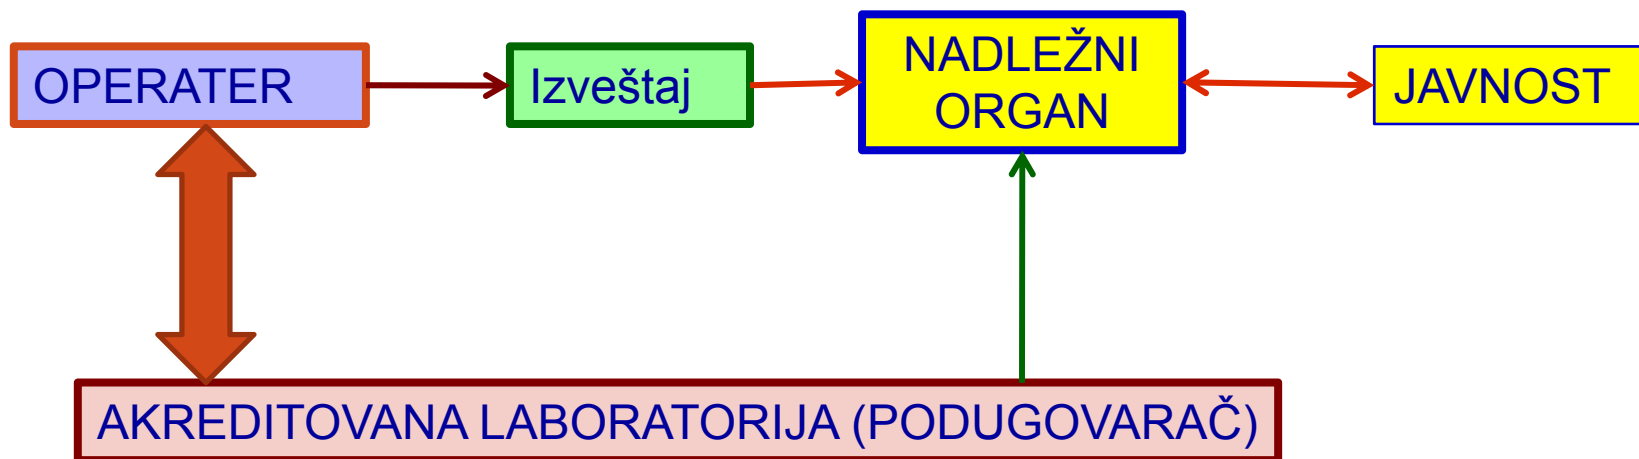 OPERATER
Izveštaj
NADLEŽNI
ORGAN
JAVNOST
AKREDITOVANA LABORATORIJA (PODUGOVARAČ)